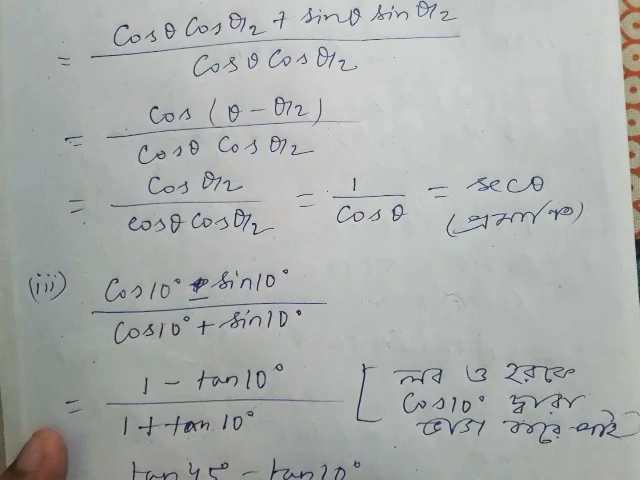 = (cosθ cosθ/2 + sinθ sinθ/2) / (cosθ cosθ/2)
= cos(θ - θ/2) / (cosθ cosθ/2)
= cosθ/2 / (cosθ cosθ/2) = 1 / cosθ = secθ
(প্রমাণিত)
(iii) (cos10° - sin10°) / (cos10° + sin10°)
= (1 - tan10°) / (1 + tan10°) [লব ও হরকে
cos10° দ্বারা
ভাগ করে পাই]
tan45° - tan10°